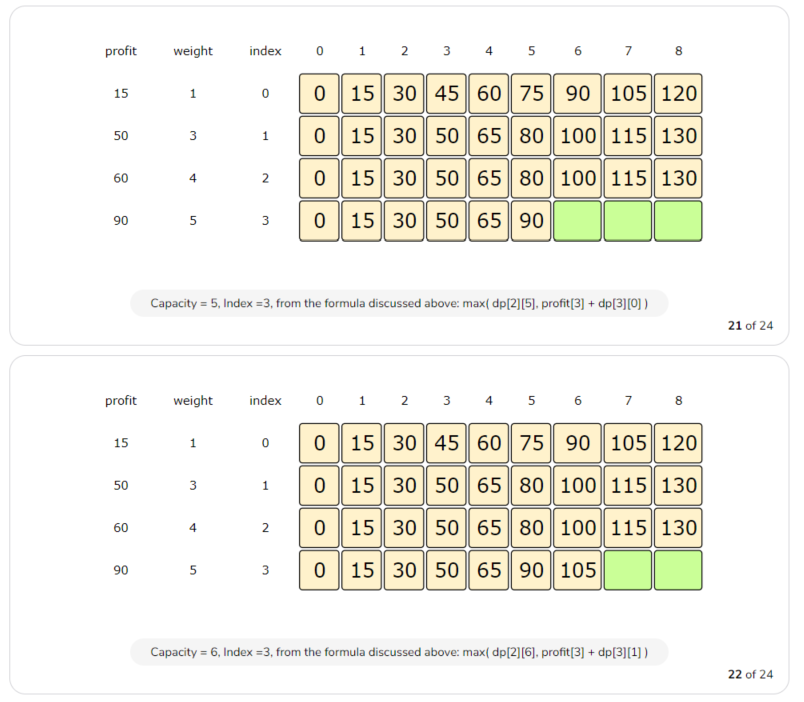 profit weight index 0 1 2 3 4 5 6 7 8
15 1 0 0 15 30 45 60 75 90 105 120
50 3 1 0 15 30 50 65 80 100 115 130
60 4 2 0 15 30 50 65 80 100 115 130
90 5 3 0 15 30 50 65 90
Capacity = 5, Index =3, from the formula discussed above: max( dp[2][5], profit[3] + dp[3][0] )
21 of 24
profit weight index 0 1 2 3 4 5 6 7 8
15 1 0 0 15 30 45 60 75 90 105 120
50 3 1 0 15 30 50 65 80 100 115 130
60 4 2 0 15 30 50 65 80 100 115 130
90 5 3 0 15 30 50 65 90 105
Capacity = 6, Index =3, from the formula discussed above: max( dp[2][6], profit[3] + dp[3][1] )
22 of 24